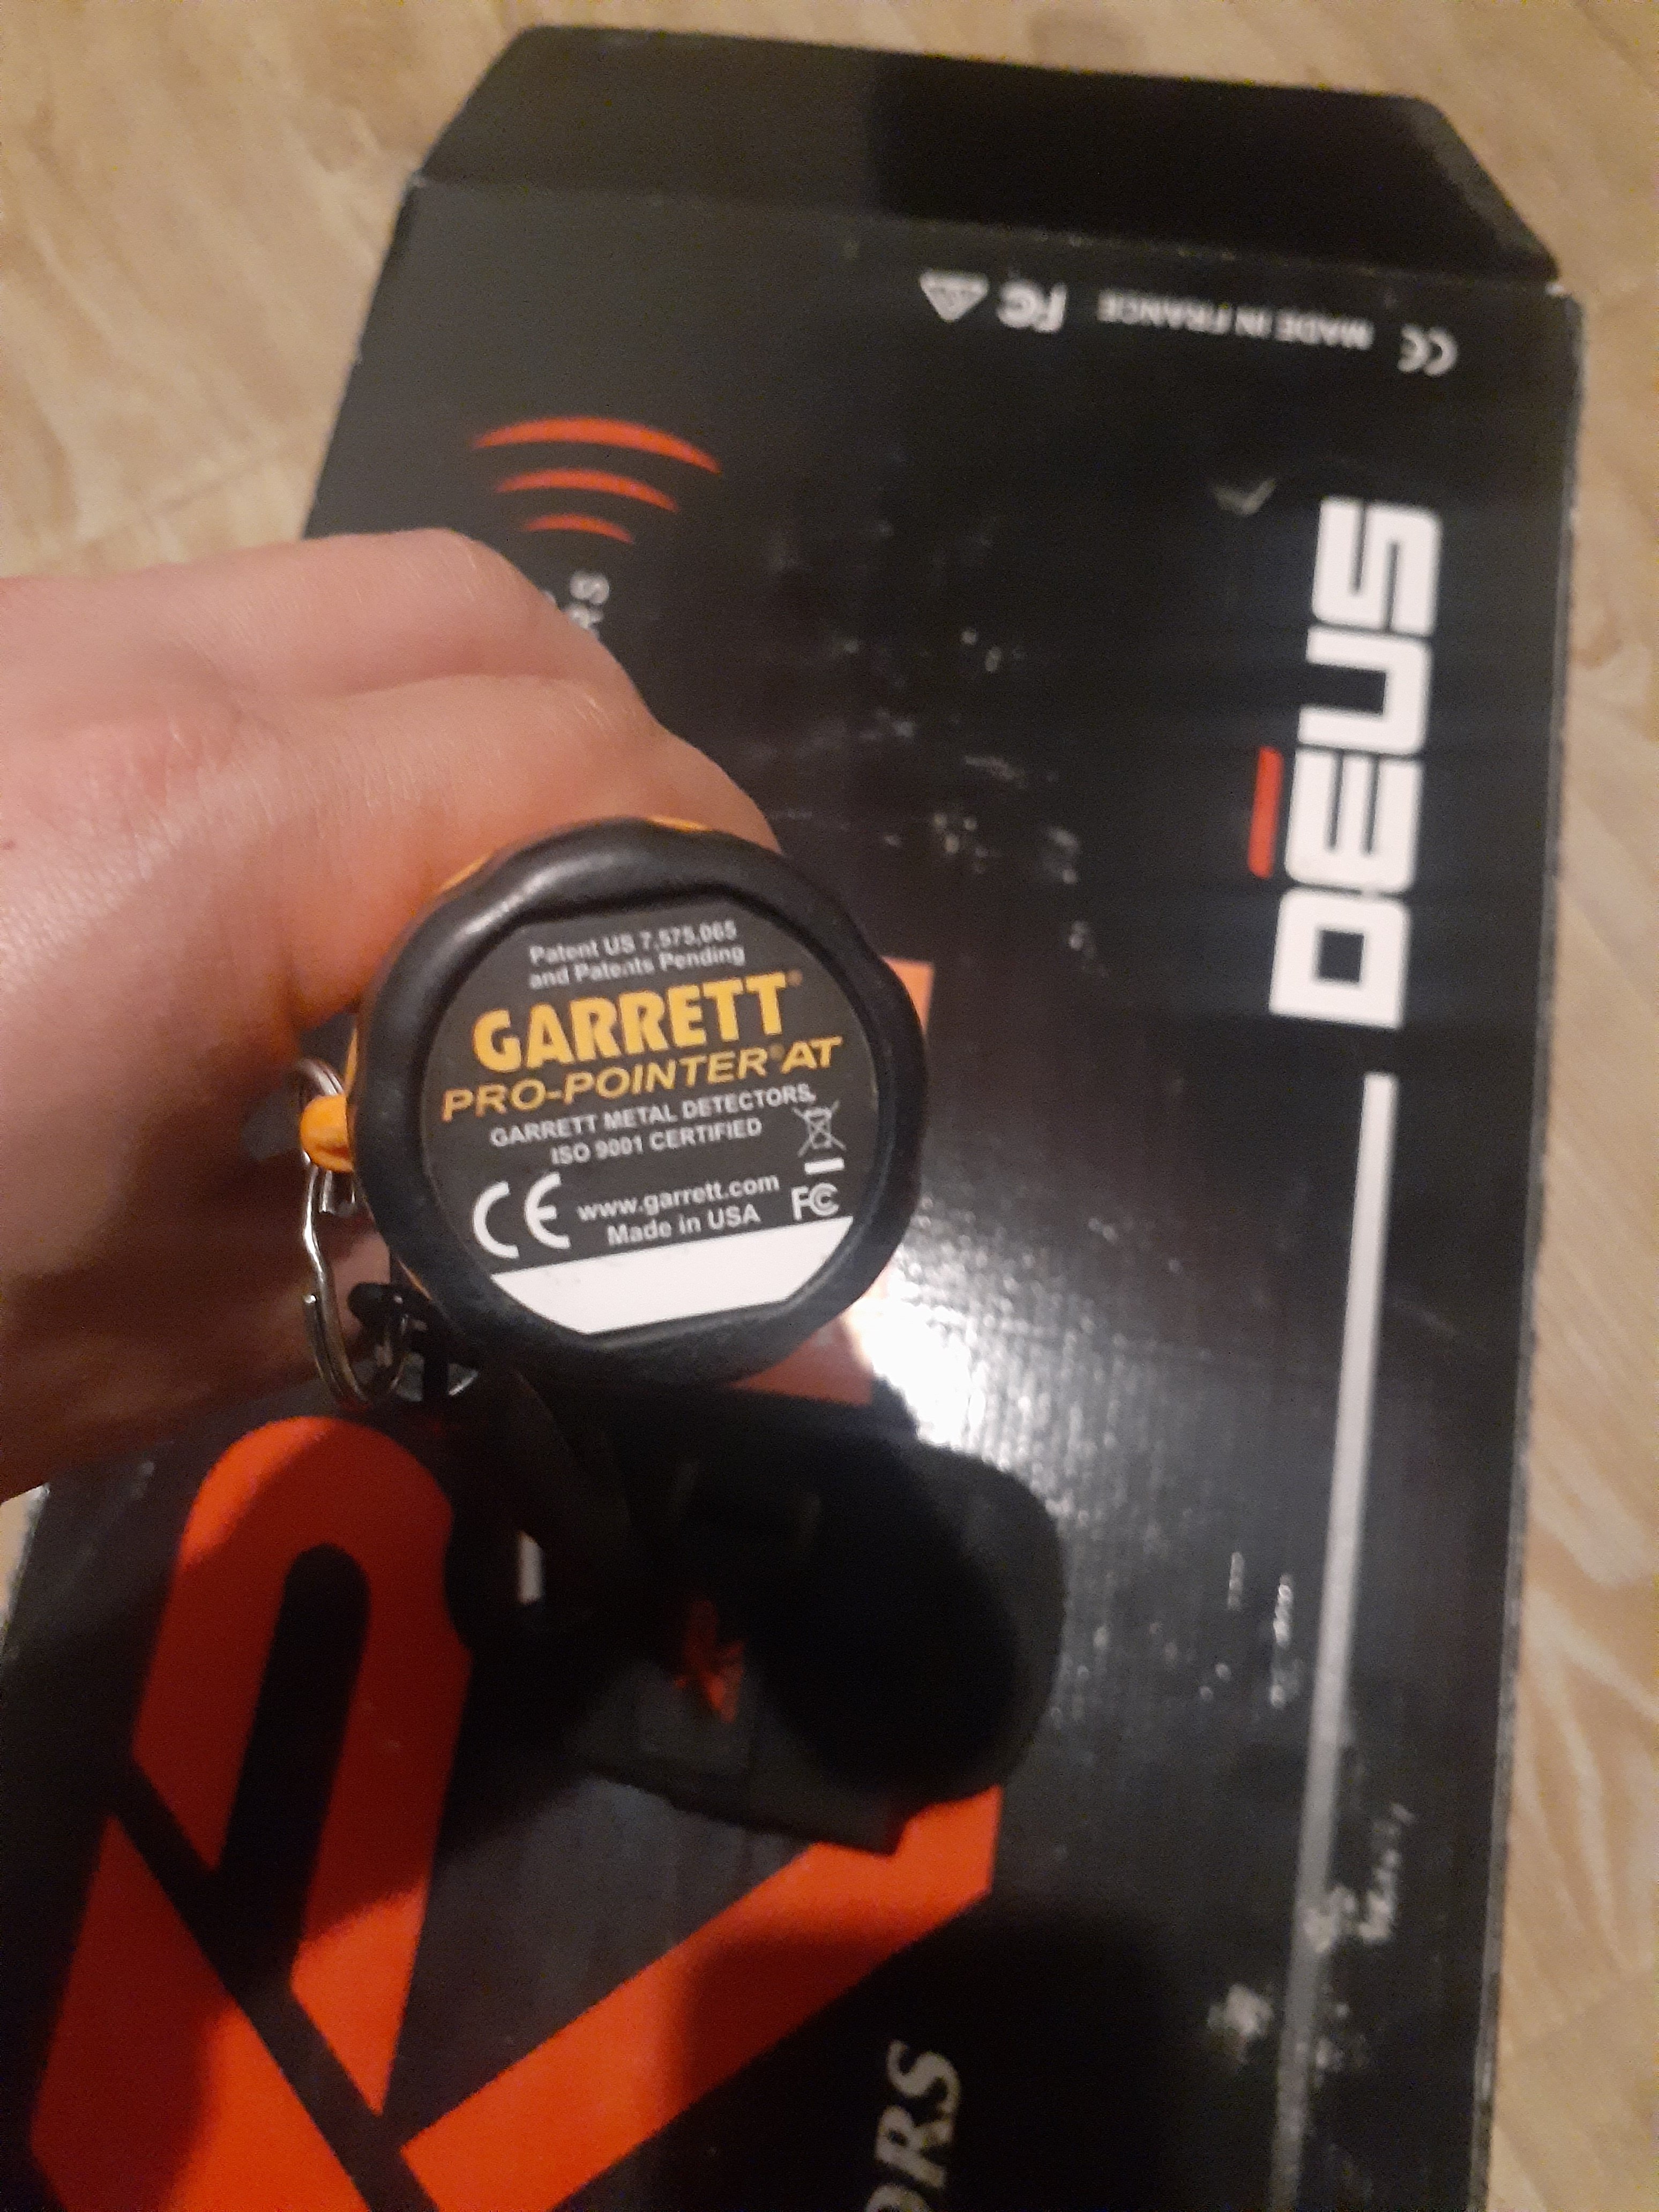 Patent US 7,575,065
and Patents Pending
GARRETT®
PRO-POINTER® AT
GARRETT METAL DETECTORS
ISO 9001 CERTIFIED
CE www.garrett.com FC
Made in USA
CE MADE IN FRANCE FC
DEUS